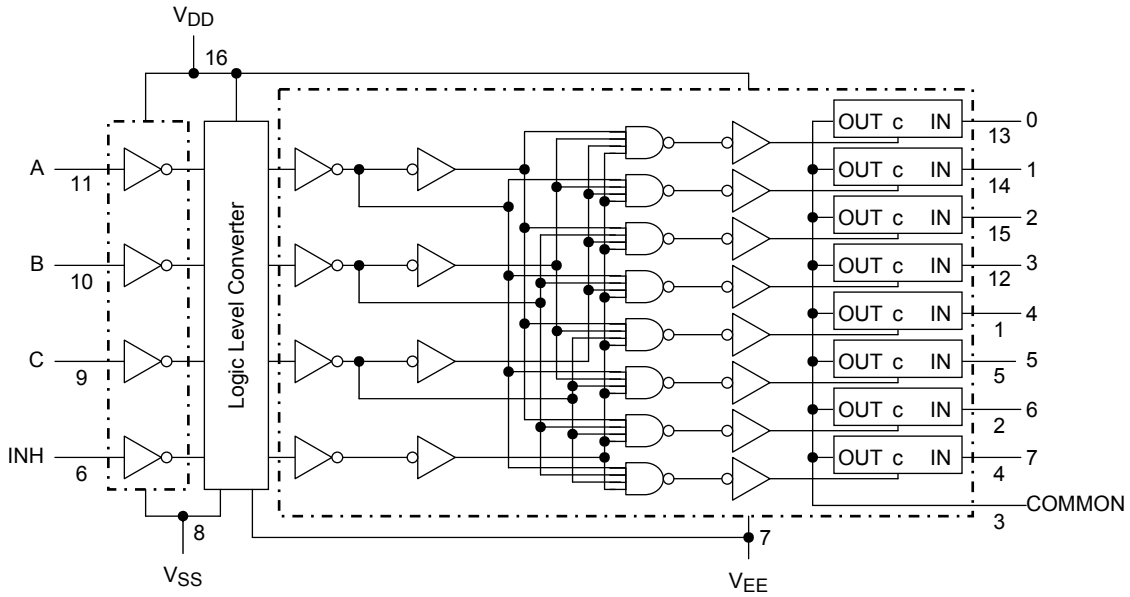 VDD
16
OUT c IN
0
13
A
11
OUT c IN
1
14
OUT c IN
2
15
B
10
Logic Level Converter
OUT c IN
3
12
OUT c IN
4
1
C
9
OUT c IN
5
5
OUT c IN
6
2
INH
6
OUT c IN
7
4
COMMON
3
8
7
VSS
VEE